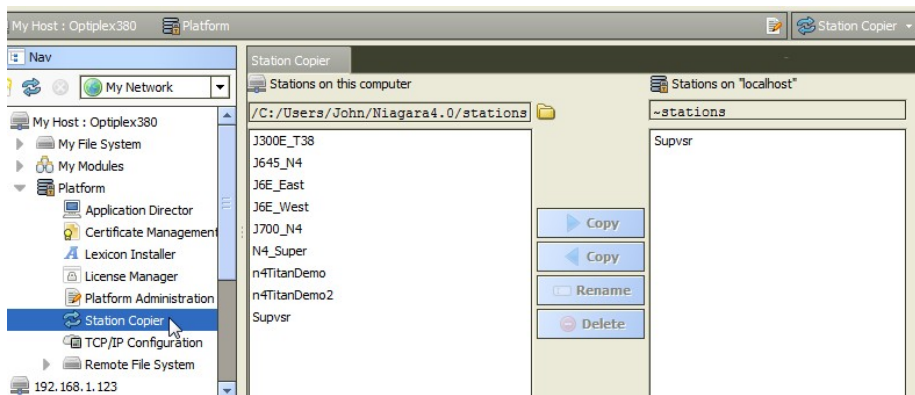 My Host : Optiplex380 Platform Station Copier
Nav
My Network
My Host : Optiplex380
My File System
My Modules
Platform
Application Director
Certificate Management
Lexicon Installer
License Manager
Platform Administration
Station Copier
TCP/IP Configuration
Remote File System
192.168.1.123
Station Copier
Stations on this computer
/C:/Users/John/Niagara4.0/stations
J300E_T38
J645_N4
J6E_East
J6E_West
J700_N4
N4_Super
n4TitanDemo
n4TitanDemo2
Supvsr
Copy
Copy
Rename
Delete
Stations on "localhost"
~stations
Supvsr